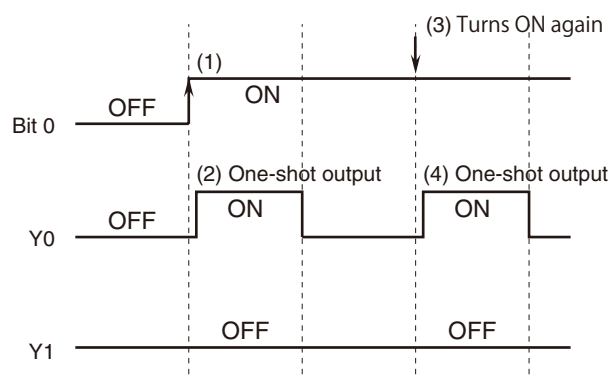 (3) Turns ON again
(1)
OFF
ON
Bit 0
(2) One-shot output
(4) One-shot output
OFF
ON
ON
Y0
OFF
OFF
Y1